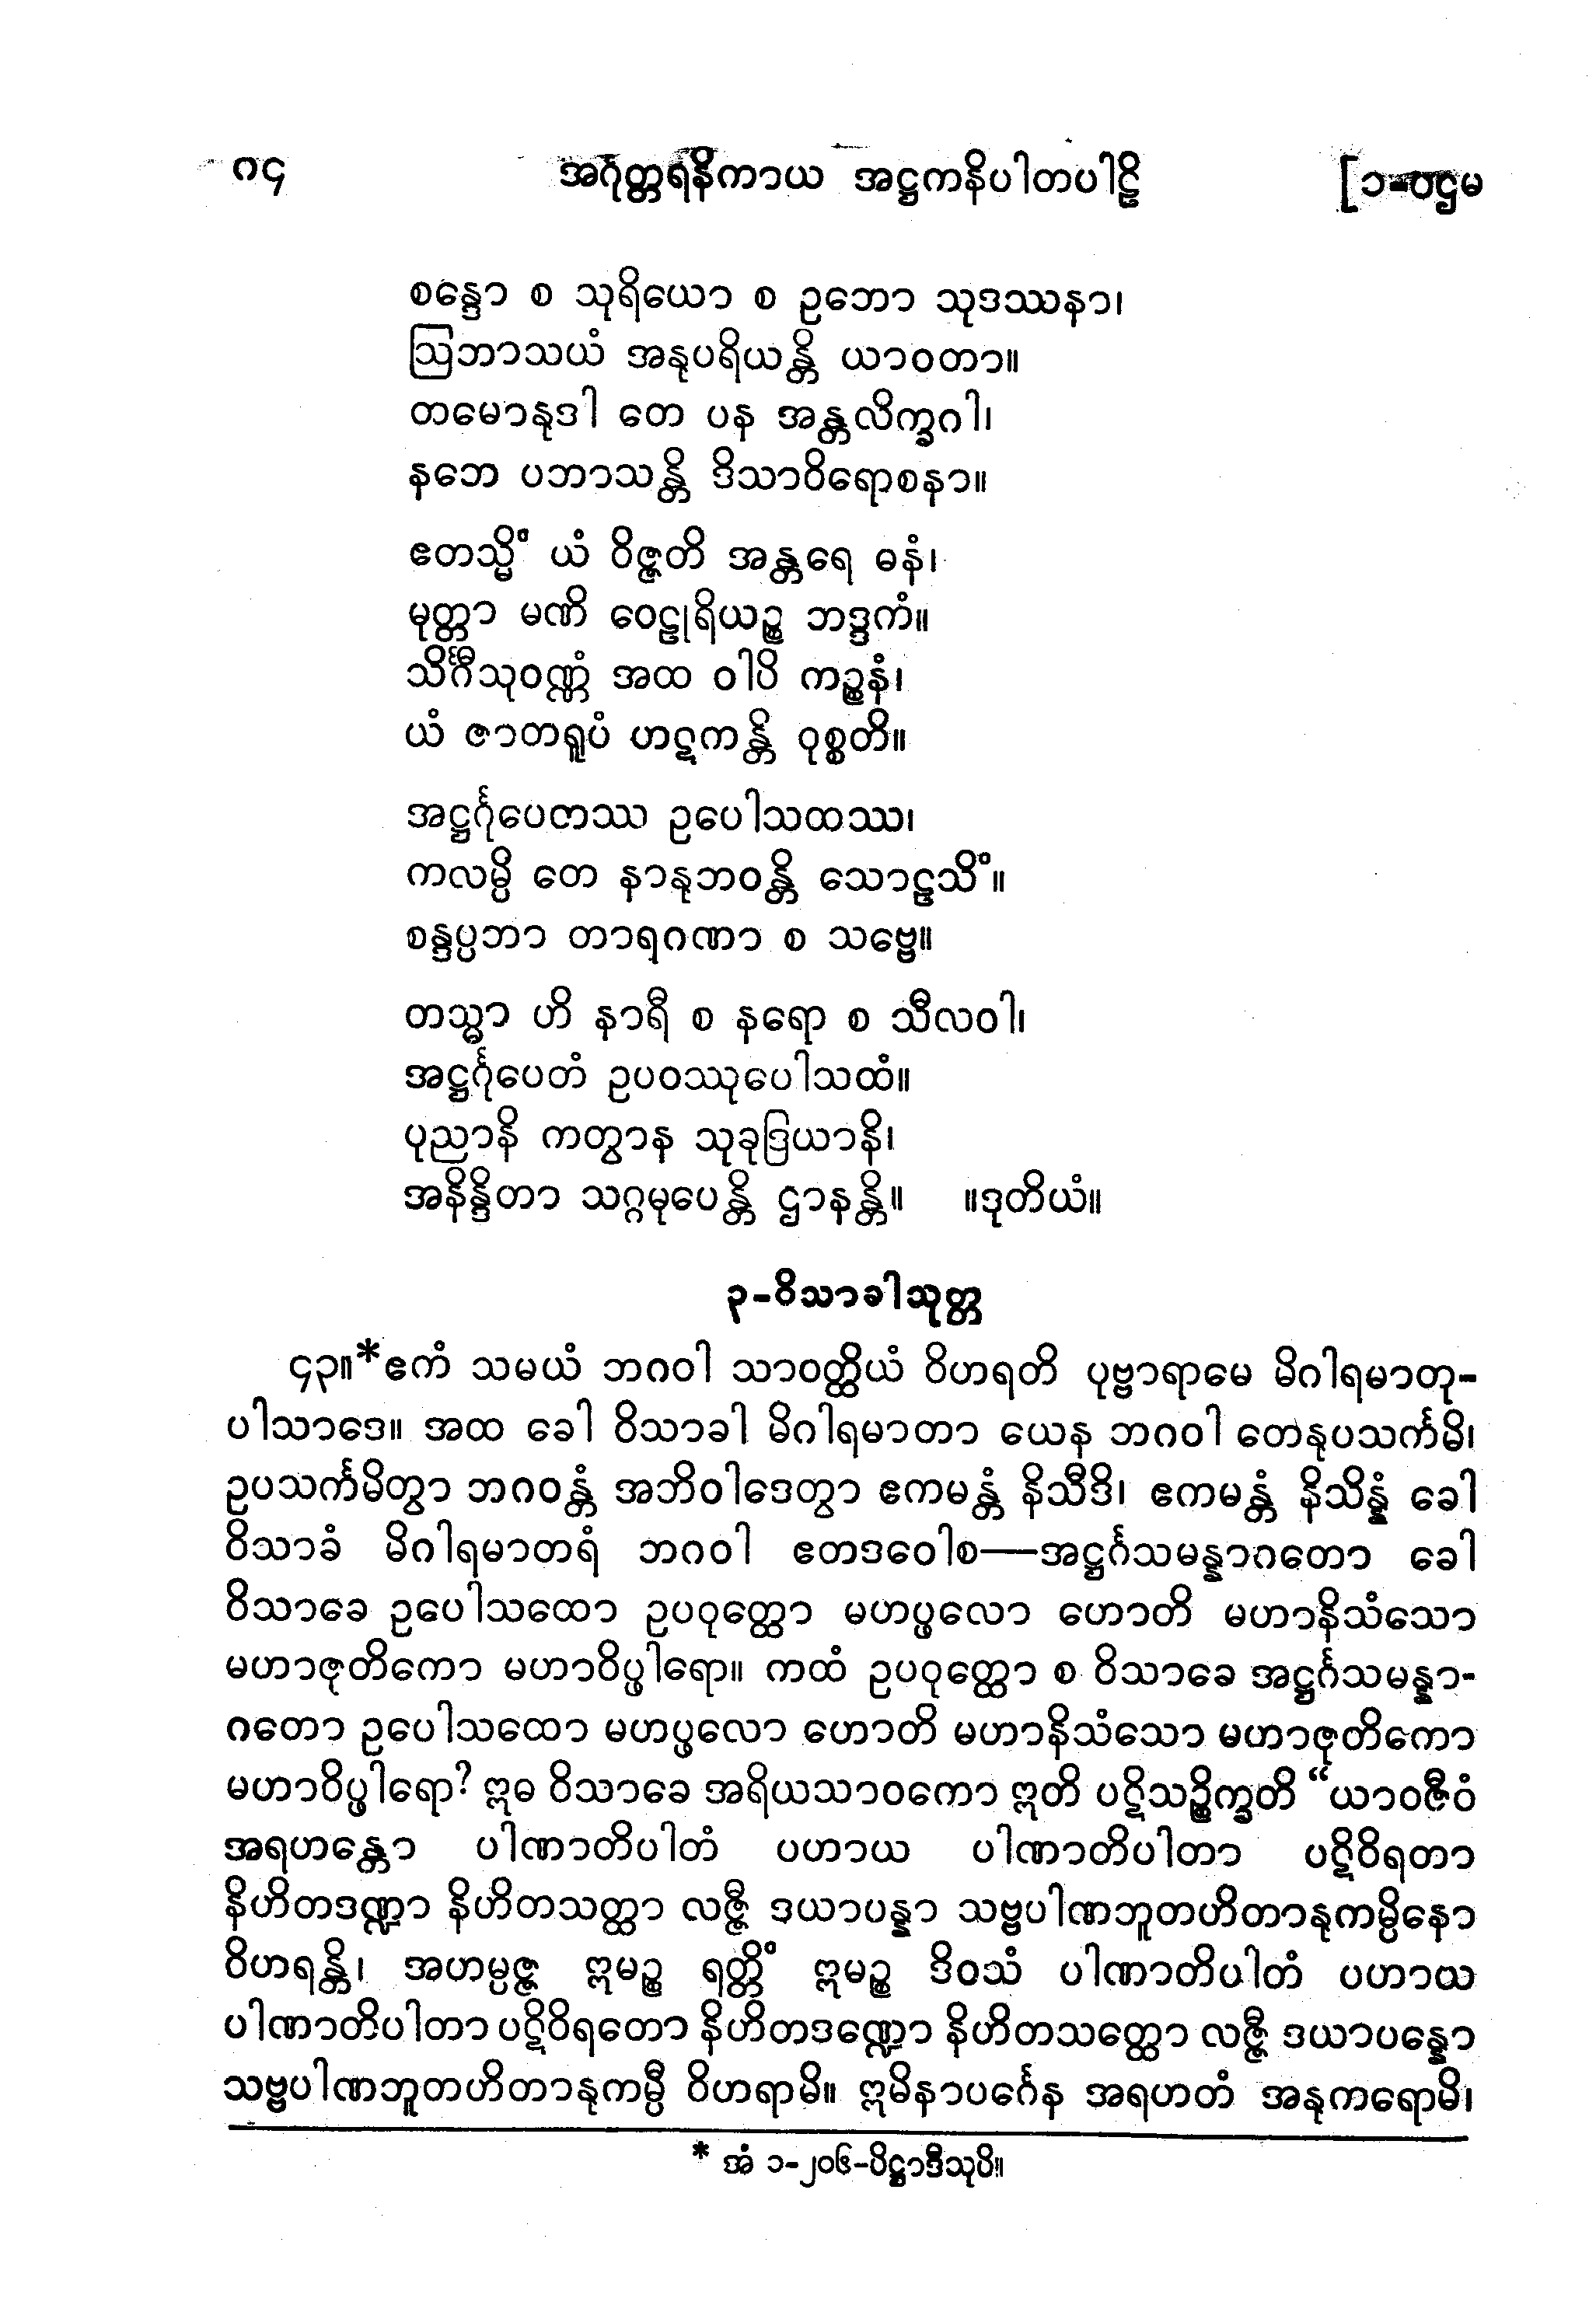 ၈၄ အင်္ဂုတ္တရနိကာယ အဋ္ဌကနိပါတပါဠိ [၁-ပဌမ
စန္ဒော စ သုရိယော စ ဥဘော သုဒဿနာ၊
ဩဘာသယံ အနုပရိယန္တိ ယာဝတာ။
တမောနုဒါ တေ ပန အန္တလိက္ခဂါ၊
နဘေ ပဘာသန္တိ ဒိသာဝိရောစနာ။
ဧတသ္မိံ ယံ ဝိဇ္ဇတိ အန္တရေ ဓနံ၊
မုတ္တာ မဏိ ဝေဠုရိယဉ္စ ဘဒ္ဒကံ။
သိင်္ဂီသုဝဏ္ဏံ အထ ဝါပိ ကဉ္စနံ၊
ယံ ဇာတရူပံ ဟဋကန္တိ ဝုစ္စတိ။
အဋ္ဌင်္ဂုပေတဿ ဥပေါသထဿ၊
ကလမ္ပိ တေ နာနုဘဝန္တိ သောဠသိံ။
စန္ဒပ္ပဘာ တာရဂဏာ စ သဗ္ဗေ။
တသ္မာ ဟိ နာရီ စ နရော စ သီလဝါ၊
အဋ္ဌင်္ဂုပေတံ ဥပဝဿုပေါသထံ။
ပုညာနိ ကတွာန သုခုဒြယာနိ၊
အနိန္ဒိတာ သဂ္ဂမုပေန္တိ ဌာနန္တိ။ ။ဒုတိယံ။
၃-ဝိသာခါသုတ္တ
၄၃။*ဧကံ သမယံ ဘဂဝါ သာဝတ္ထိယံ ဝိဟရတိ ပုဗ္ဗာရာမေ မိဂါရမာတု-
ပါသာဒေ။ အထ ခေါ ဝိသာခါ မိဂါရမာတာ ယေန ဘဂဝါ တေနုပသင်္ကမိ၊
ဥပသင်္ကမိတွာ ဘဂဝန္တံ အဘိဝါဒေတွာ ဧကမန္တံ နိသီဒိ၊ ဧကမန္တံ နိသိန္နံ ခေါ
ဝိသာခံ မိဂါရမာတရံ ဘဂဝါ ဧတဒဝေါစ—အဋ္ဌင်္ဂသမန္နာဂတော ခေါ
ဝိသာခေ ဥပေါသထော ဥပဝုတ္ထော မဟပ္ဖလော ဟောတိ မဟာနိသံသော
မဟာဇုတိကော မဟာဝိပ္ဖါရော။ ကထံ ဥပဝုတ္ထော စ ဝိသာခေ အဋ္ဌင်္ဂသမန္နာ-
ဂတော ဥပေါသထော မဟပ္ဖလော ဟောတိ မဟာနိသံသော မဟာဇုတိကော
မဟာဝိပ္ဖါရော? ဣဓ ဝိသာခေ အရိယသာဝကော ဣတိ ပဋိသဉ္စိက္ခတိ “ယာဝဇီဝံ
အရဟန္တော ပါဏာတိပါတံ ပဟာယ ပါဏာတိပါတာ ပဋိဝိရတာ
နိဟိတဒဏ္ဍာ နိဟိတသတ္ထာ လဇ္ဇီ ဒယာပန္နာ သဗ္ဗပါဏဘူတဟိတာနုကမ္ပိနော
ဝိဟရန္တိ၊ အဟမ္ပဇ္ဇ ဣမဉ္စ ရတ္တိံ ဣမဉ္စ ဒိဝသံ ပါဏာတိပါတံ ပဟာယ
ပါဏာတိပါတာ ပဋိဝိရတော နိဟိတဒဏ္ဍော နိဟိတသတ္ထော လဇ္ဇီ ဒယာပန္နော
သဗ္ဗပါဏဘူတဟိတာနုကမ္ပီ ဝိဟရာမိ။ ဣမိနာပင်္ဂေန အရဟတံ အနုကရောမိ၊
* အံ ၁-၂၀၆-ပိဋ္ဌာဒီသုပိ။